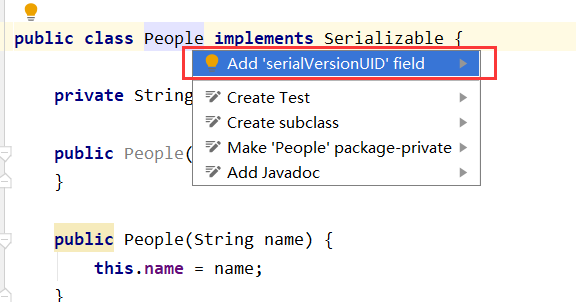 public class People implements Serializable {
Add 'serialVersionUID' field
private String
Create Test
Create subclass
public People(
Make 'People' package-private
}
Add Javadoc
public People(String name) {
this.name = name;
}